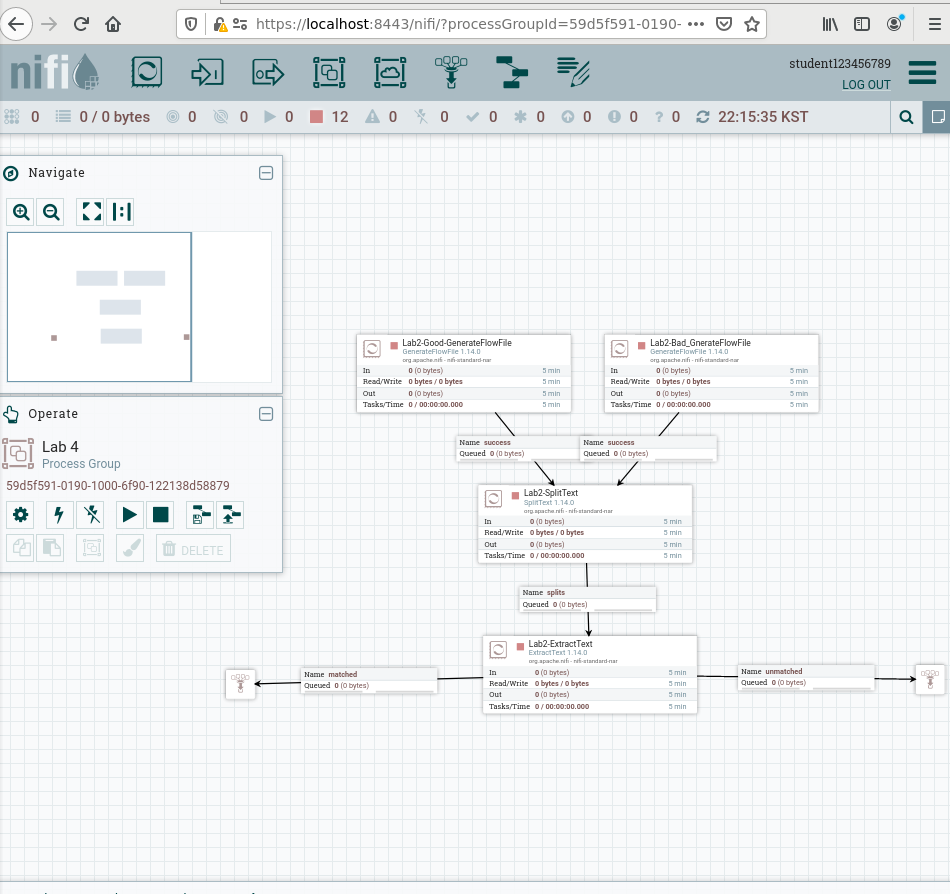 https://localhost:8443/nifi/?processGroupId=59d5f591-0190-
nifi
student123456789
LOG OUT
0 0 / 0 bytes 0 0 0 12 0 0 0 0 0 0 ? 0 22:15:35 KST
Navigate
Operate
Lab 4
Process Group
59d5f591-0190-1000-6f90-122138d58879
DELETE
Lab2-Good-GenerateFlowFile
GenerateFlowFile 1.14.0
org.apache.nifi - nifi-standard-nar
In 0 (0 bytes) 5 min
Read/Write 0 bytes / 0 bytes 5 min
Out 0 (0 bytes) 5 min
Tasks/Time 0 / 00:00:00.000 5 min
Lab2-Bad_GnerateFlowFile
GenerateFlowFile 1.14.0
org.apache.nifi - nifi-standard-nar
In 0 (0 bytes) 5 min
Read/Write 0 bytes / 0 bytes 5 min
Out 0 (0 bytes) 5 min
Tasks/Time 0 / 00:00:00.000 5 min
Name success
Queued 0 (0 bytes)
Name success
Queued 0 (0 bytes)
Lab2-SplitText
SplitText 1.14.0
org.apache.nifi - nifi-standard-nar
In 0 (0 bytes) 5 min
Read/Write 0 bytes / 0 bytes 5 min
Out 0 (0 bytes) 5 min
Tasks/Time 0 / 00:00:00.000 5 min
Name splits
Queued 0 (0 bytes)
Lab2-ExtractText
ExtractText 1.14.0
org.apache.nifi - nifi-standard-nar
In 0 (0 bytes) 5 min
Read/Write 0 bytes / 0 bytes 5 min
Out 0 (0 bytes) 5 min
Tasks/Time 0 / 00:00:00.000 5 min
Name matched
Queued 0 (0 bytes)
Name unmatched
Queued 0 (0 bytes)